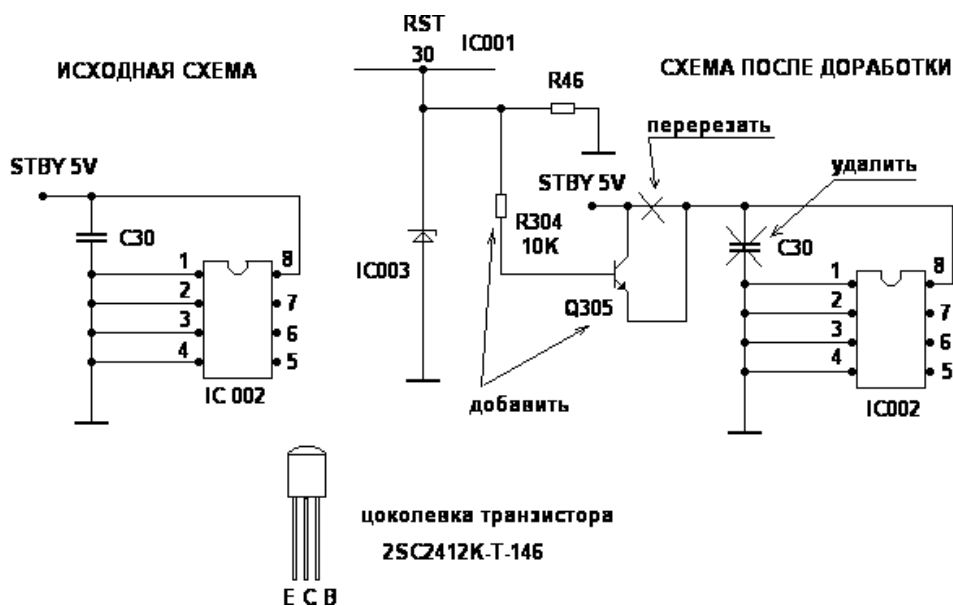 ИСХОДНАЯ СХЕМА
STBY 5V
C30
1
2
3
4
8
7
6
5
IC 002
RST
30
IC001
R46
IC003
R304
10K
Q305
добавить
СХЕМА ПОСЛЕ ДОРАБОТКИ
перерезать
удалить
STBY 5V
C30
1
2
3
4
8
7
6
5
IC002
цоколевка транзистора
2SC2412K-T-146
E C B